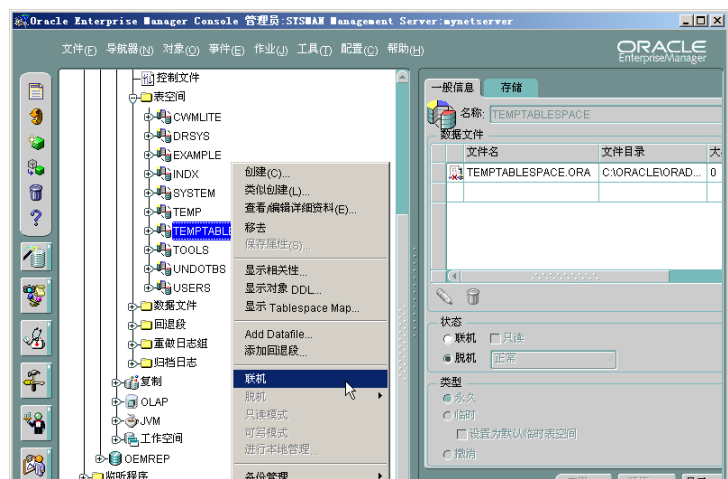 Oracle Enterprise Manager Console 管理员:SYSMAN Management Server:mynetserver
文件(F) 导航器(N) 对象(O) 事件(E) 作业(J) 工具(T) 配置(C) 帮助(H)
ORACLE
EnterpriseManager
控制文件
表空间
CWMLITE
DRSYS
EXAMPLE
INDX
SYSTEM
TEMP
TEMPTABLE
TOOLS
UNDOTBS
USERS
数据文件
回退段
重做日志组
归档日志
复制
OLAP
JVM
工作空间
OEMREP
监听程序
创建(C)...
类似创建(L)...
查看/编辑详细资料(E)...
移去
保存属性(S)...
显示相关性...
显示对象 DDL...
显示 Tablespace Map...
Add Datafile...
添加回退段...
联机
脱机
只读模式
可写模式
进行本地管理...
备份管理
一般信息 存储
名称: TEMPTABLESPACE
数据文件
文件名 文件目录
TEMPTABLESPACE.ORA C:\ORACLE\ORAD... 0
状态
联机 只读
脱机 正常
类型
永久
临时
设置为默认临时表空间
撤消